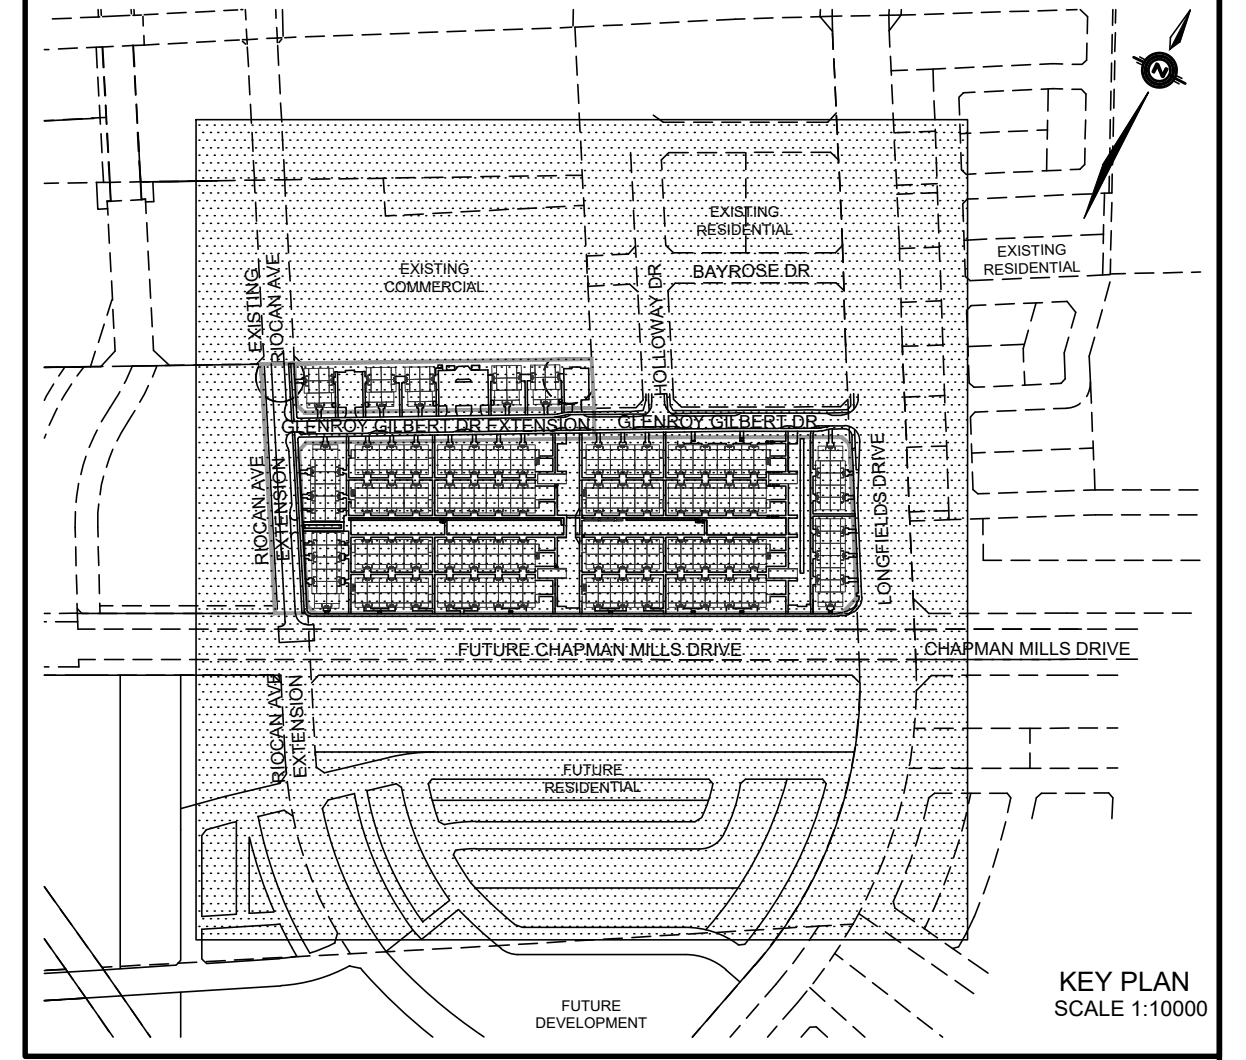 N
EXISTING
RESIDENTIAL
EXISTING
RESIDENTIAL
EXISTING
COMMERCIAL
BAYROSE DR
HOLLOWAY DR
EXISTING
RIOCAN AVE
GLENROY GILBERT DR EXTENSION
GLENROY GILBERT DR
RIOCAN AVE
EXTENSION
LONGFIELDS DRIVE
FUTURE CHAPMAN MILLS DRIVE
CHAPMAN MILLS DRIVE
RIOCAN AVE
EXTENSION
FUTURE
RESIDENTIAL
KEY PLAN
SCALE 1:10000
FUTURE
DEVELOPMENT